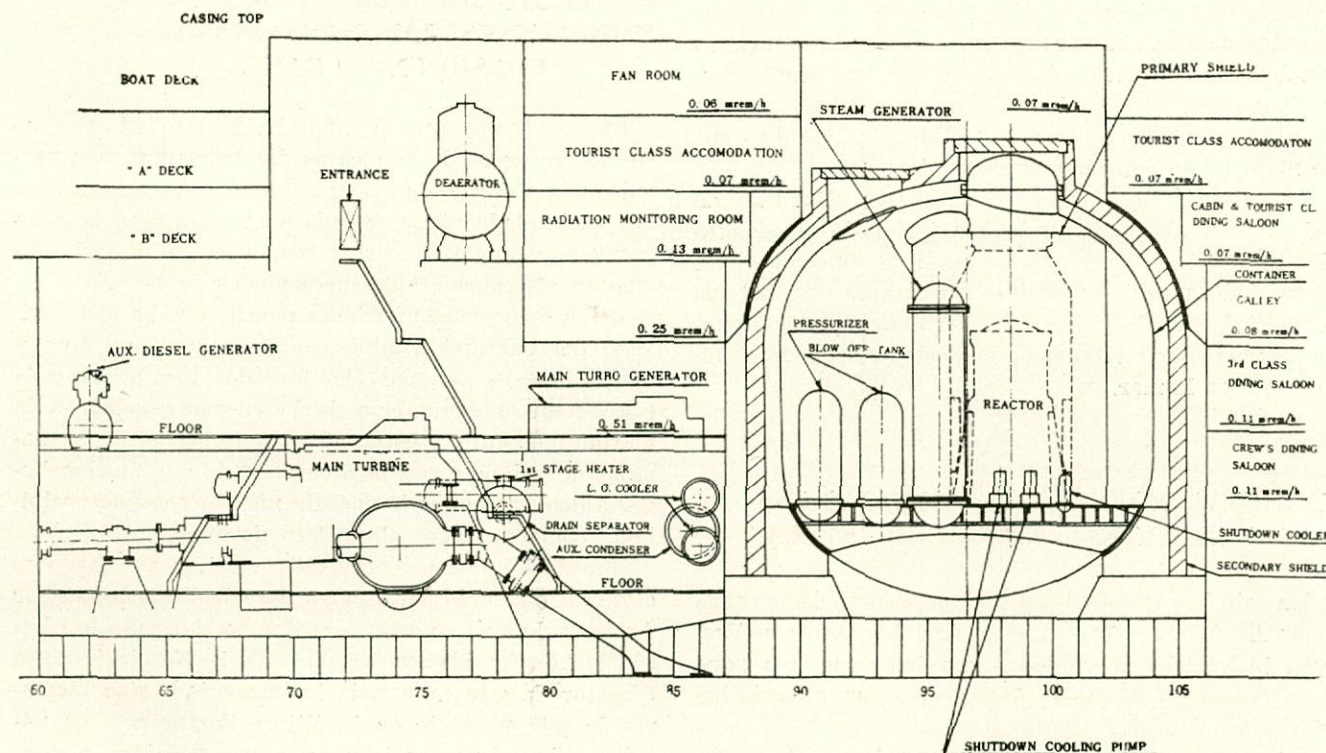 CASING TOP
BOAT DECK
"A" DECK
"B" DECK
ENTRANCE
DEAERATOR
FAN ROOM
0.06 mrem/h
TOURIST CLASS ACCOMODATION
0.07 mrem/h
RADIATION MONITORING ROOM
0.13 mrem/h
0.25 mrem/h
MAIN TURBO GENERATOR
0.51 mrem/h
AUX. DIESEL GENERATOR
FLOOR
MAIN TURBINE
1st STAGE HEATER
L. O. COOLER
DRAIN SEPARATOR
AUX. CONDENSER
FLOOR
STEAM GENERATOR
0.07 mrem/h
PRIMARY SHIELD
PRESSURIZER
BLOW OFF TANK
REACTOR
TOURIST CLASS ACCOMODATON
0.07 mrem/h
CABIN & TOURIST CL.
DINING SALOON
0.07 mrem/h
CONTAINER
GALLEY
0.08 mrem/h
3rd CLASS
DINING SALOON
0.11 mrem/h
CREW'S DINING
SALOON
0.11 mrem/h
SHUTDOWN COOLER
SECONDARY SHIELD
60 65 70 75 80 85 90 95 100 105
SHUTDOWN COOLING PUMP